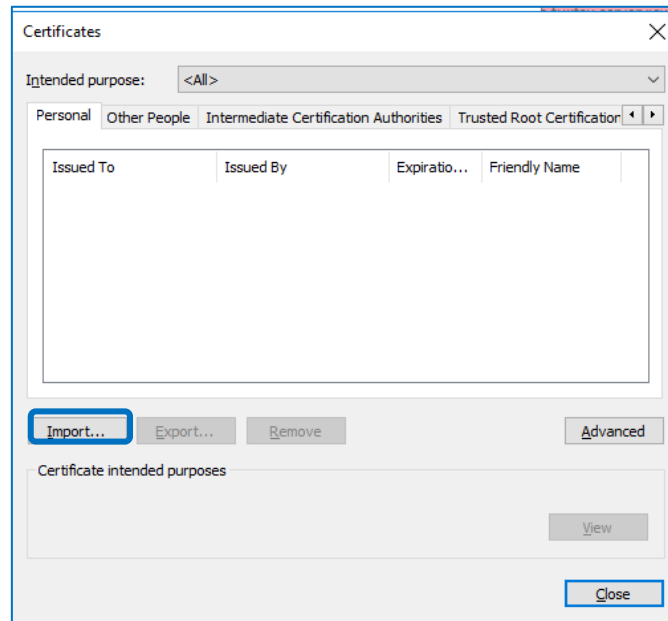 Certificates
Intended purpose: <All>
Personal Other People Intermediate Certification Authorities Trusted Root Certification
Issued To Issued By Expiratio... Friendly Name
Import... Export... Remove Advanced
Certificate intended purposes
View
Close